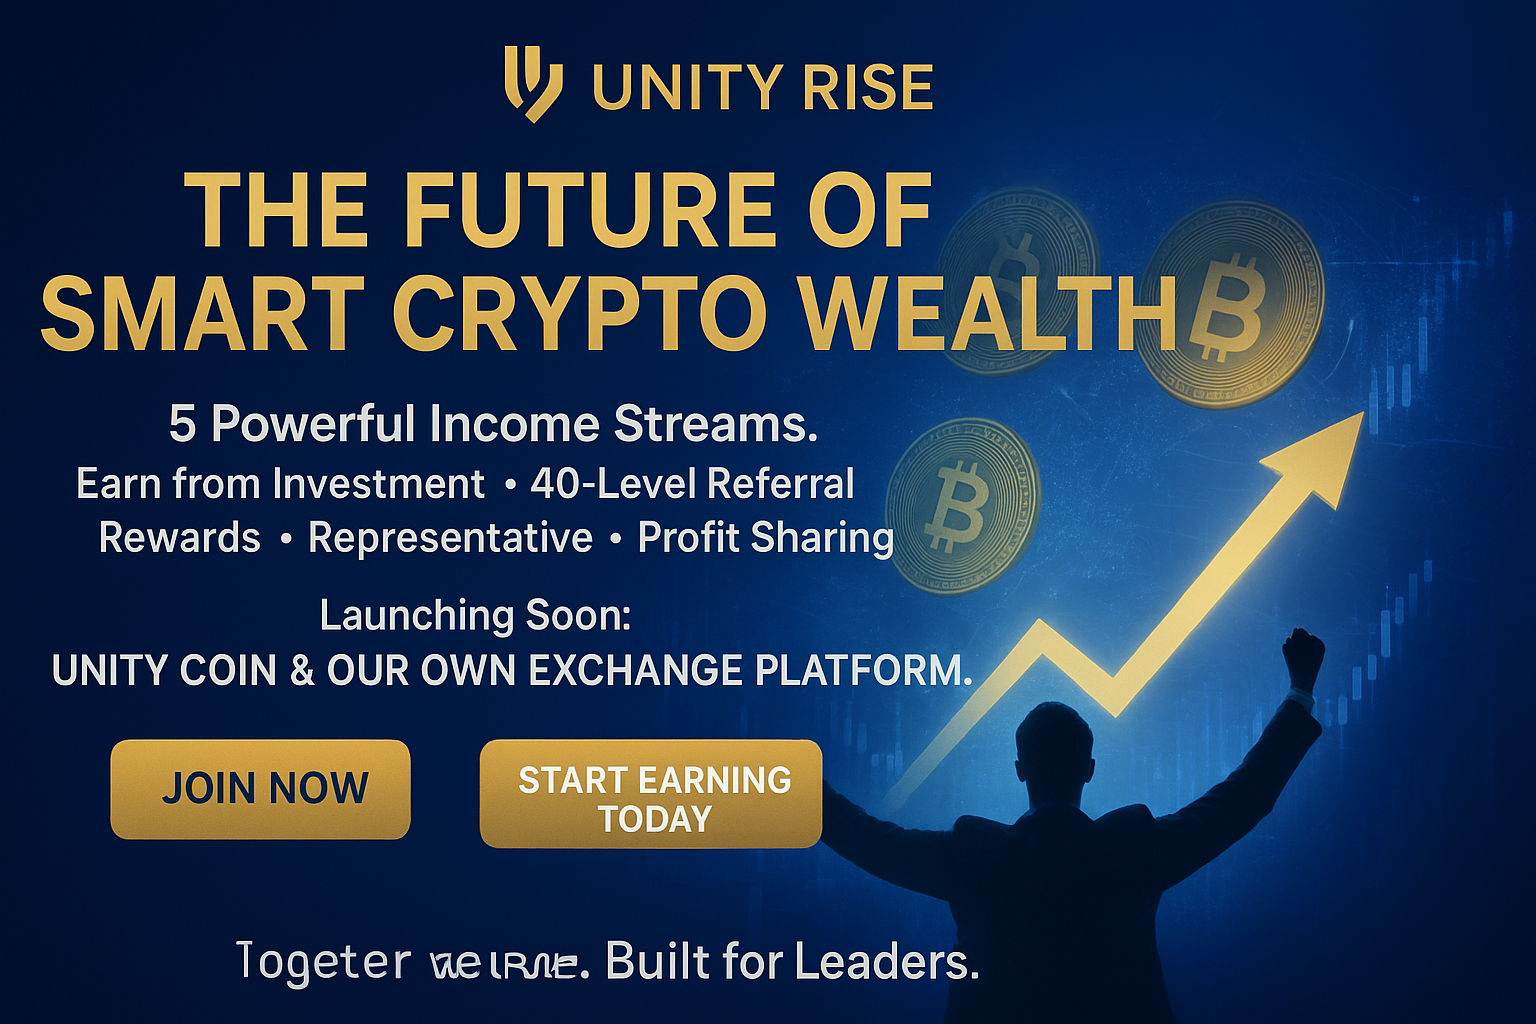 UNITY RISE
THE FUTURE OF
SMART CRYPTO WEALTH
5 Powerful Income Streams.
Earn from Investment • 40-Level Referral
Rewards • Representative • Profit Sharing
Launching Soon:
UNITY COIN & OUR OWN EXCHANGE PLATFORM.
JOIN NOW
START EARNING
TODAY
Togeter Built for Leaders.